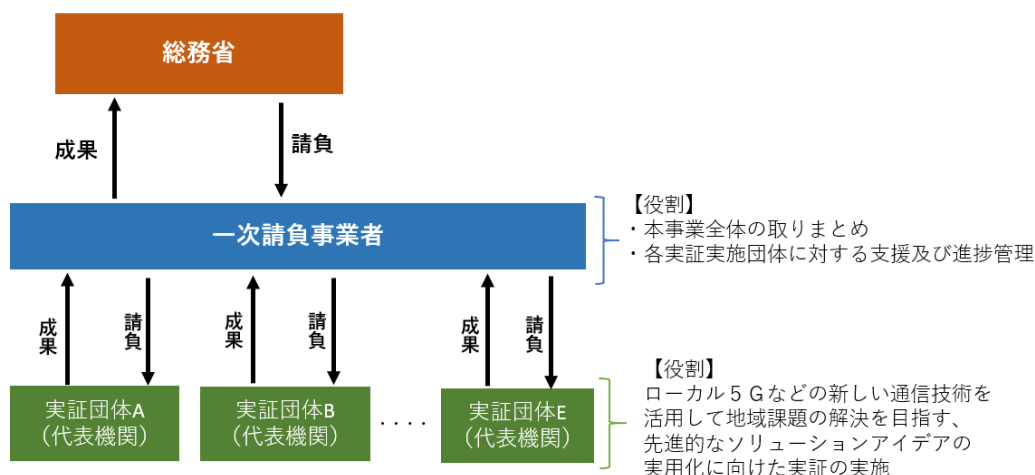 総務省
成果
請負
一次請負事業者
【役割】
・本事業全体の取りまとめ
・各実証実施団体に対する支援及び進捗管理
成果
請負
成果
請負
成果
請負
実証団体A
（代表機関）
実証団体B
（代表機関）
・・・・
実証団体E
（代表機関）
【役割】
ローカル５Ｇなどの新しい通信技術を
活用して地域課題の解決を目指す、
先進的なソリューションアイデアの
実用化に向けた実証の実施